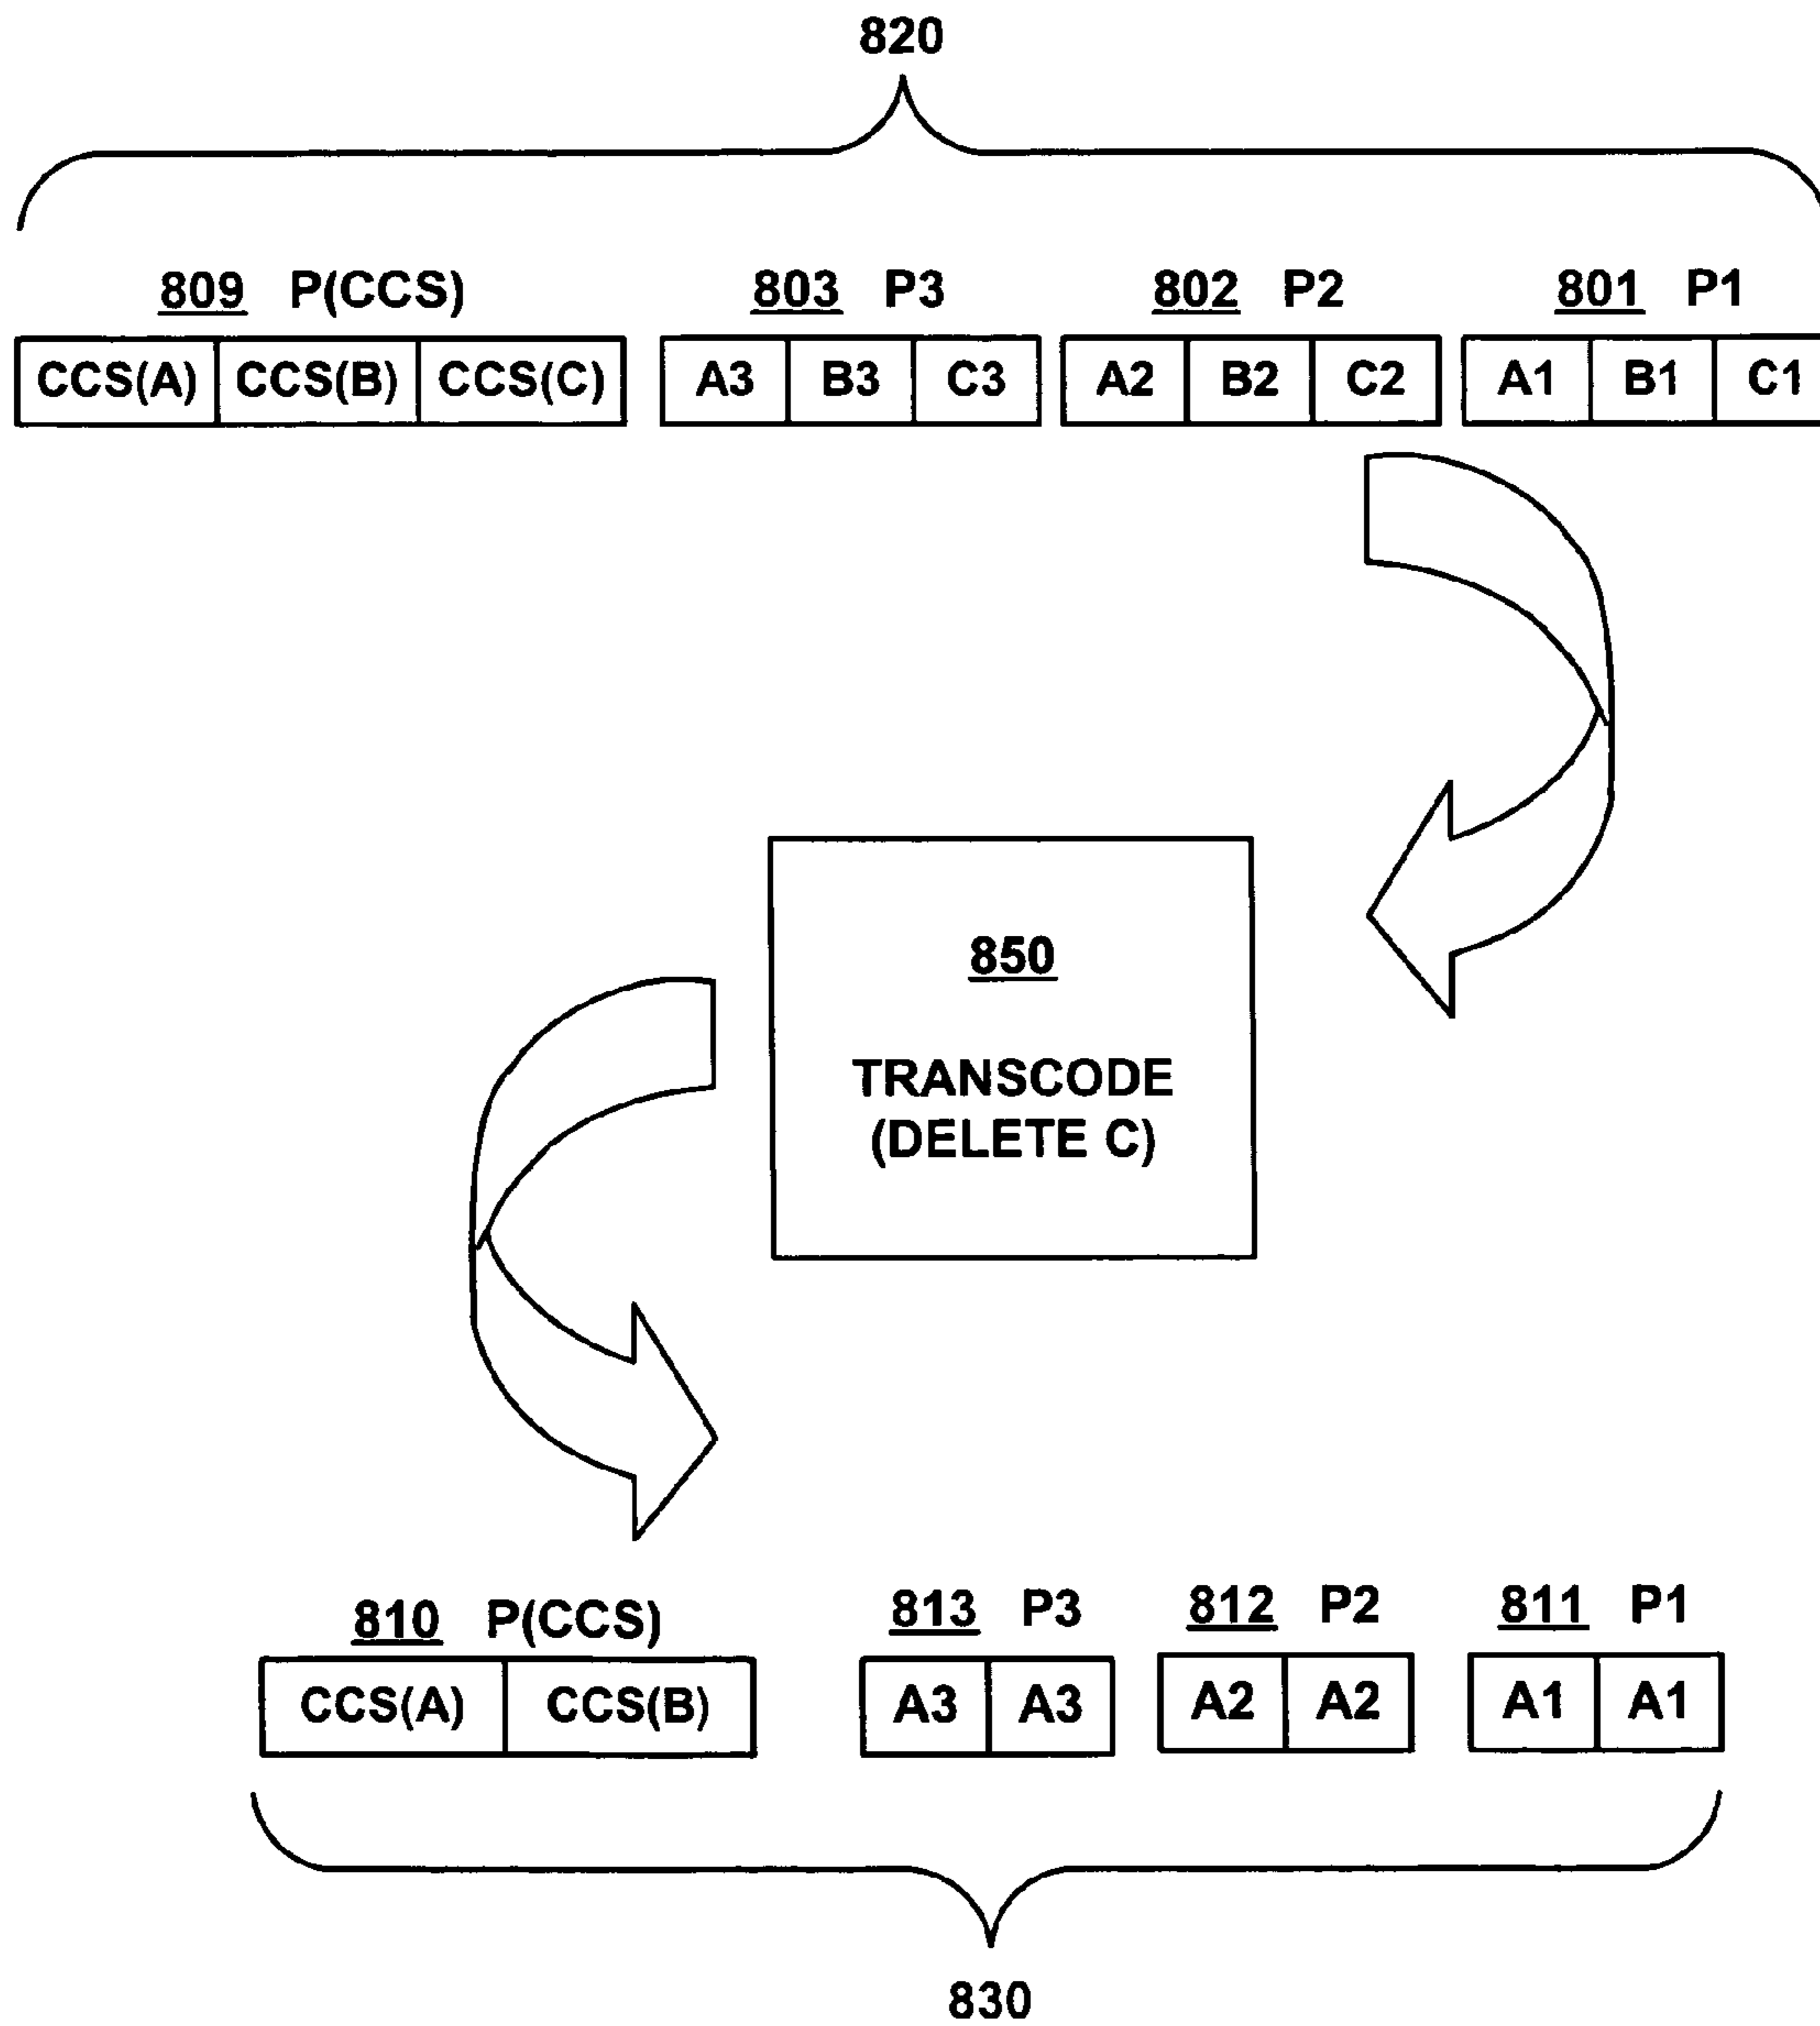 820
809 P(CCS) 803 P3 802 P2 801 P1
CCS(A) CCS(B) CCS(C) A3 B3 C3 A2 B2 C2 A1 B1 C1
850
TRANSCODE
(DELETE C)
810 P(CCS) 813 P3 812 P2 811 P1
CCS(A) CCS(B) A3 A3 A2 A2 A1 A1
830